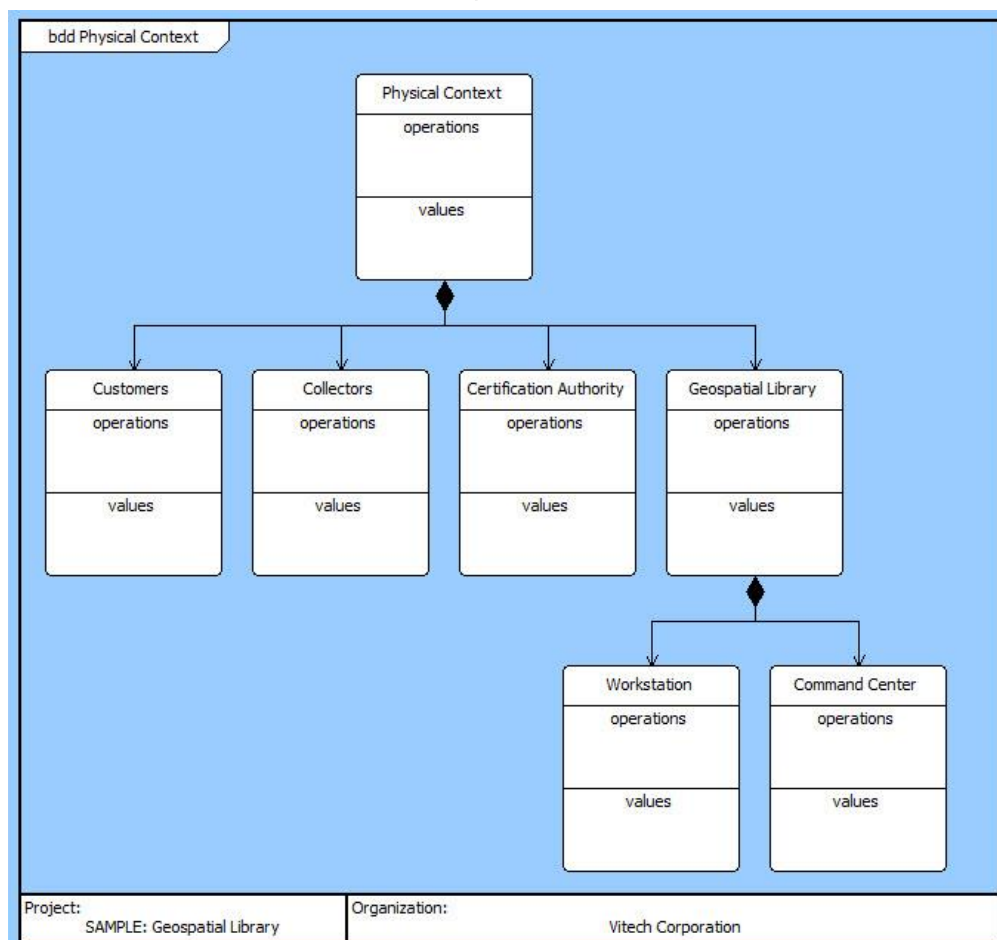 bdd Physical Context
Physical Context
operations
values
Customers
operations
values
Collectors
operations
values
Certification Authority
operations
values
Geospatial Library
operations
values
Workstation
operations
values
Command Center
operations
values
Project:
SAMPLE: Geospatial Library
Organization:
Vitech Corporation